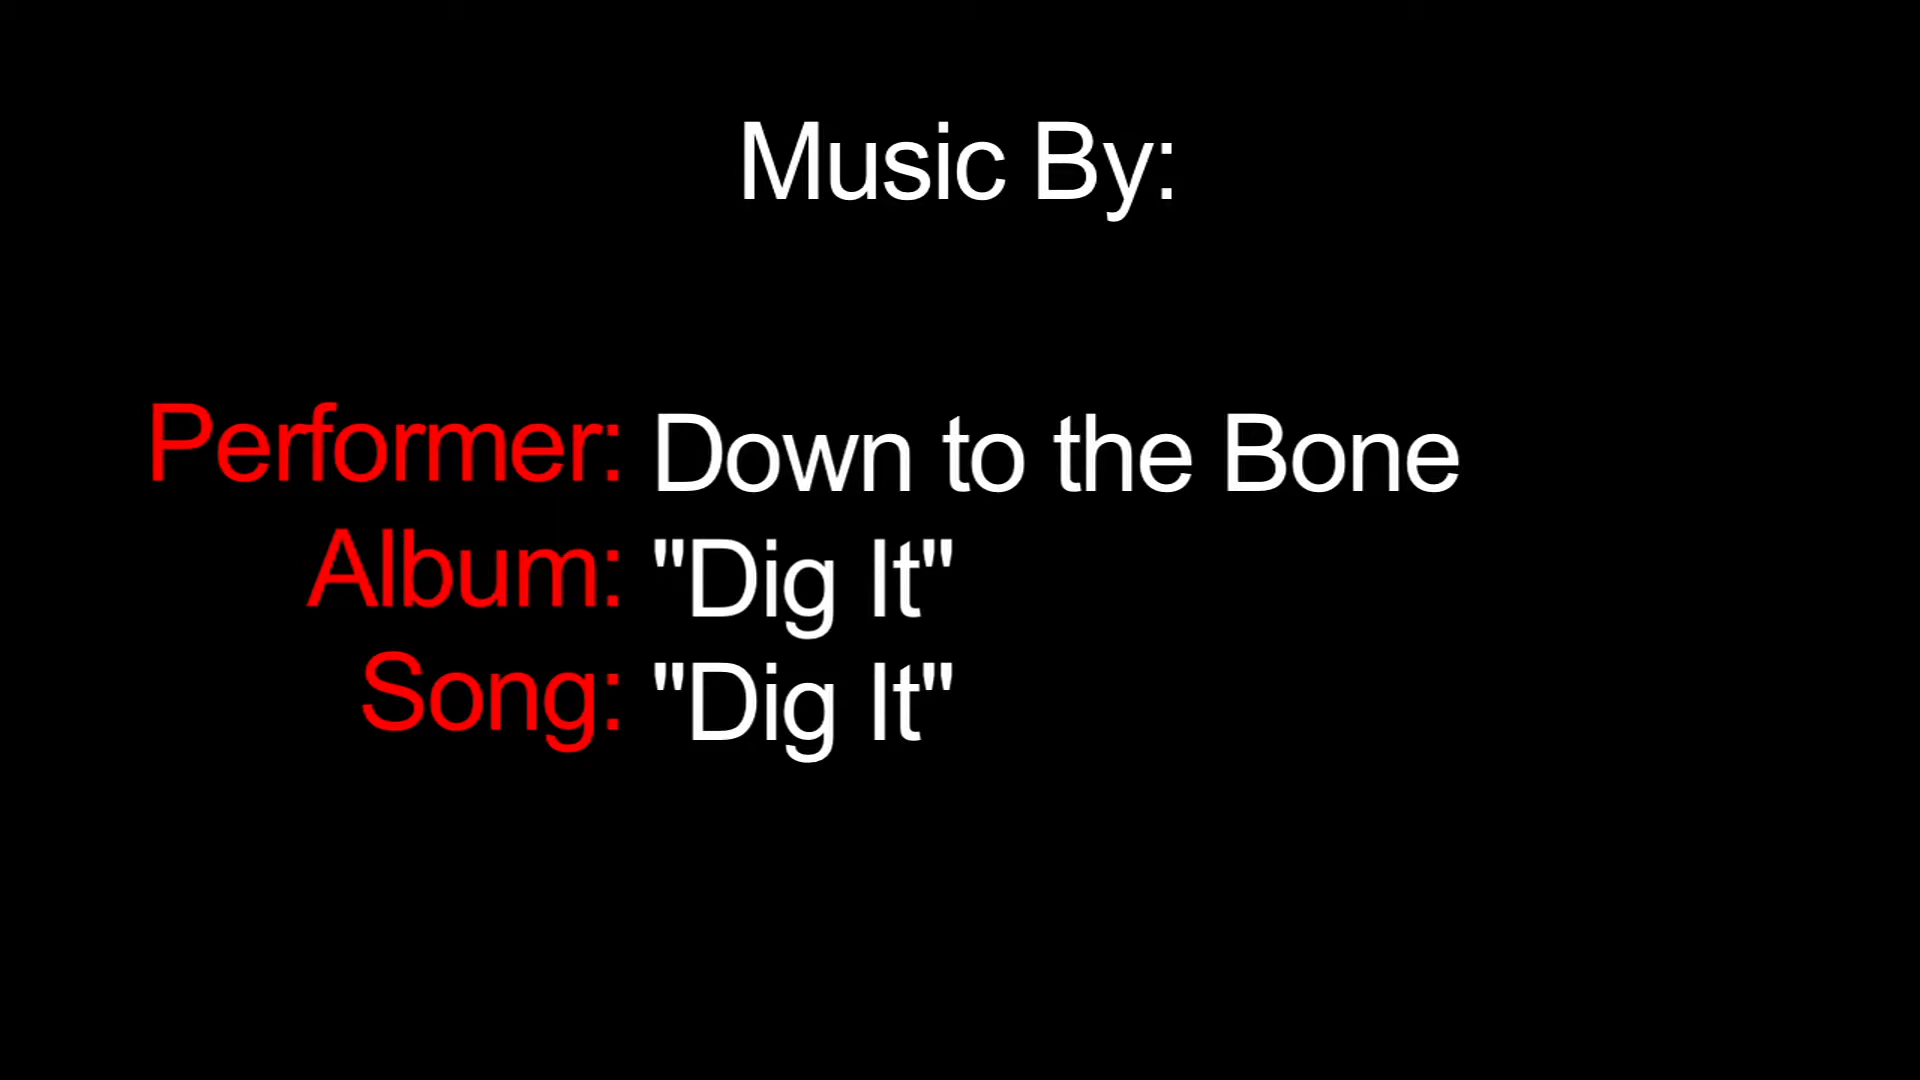 Music By:
Performer: Down to the Bone
Album: "Dig It"
Song: "Dig It"